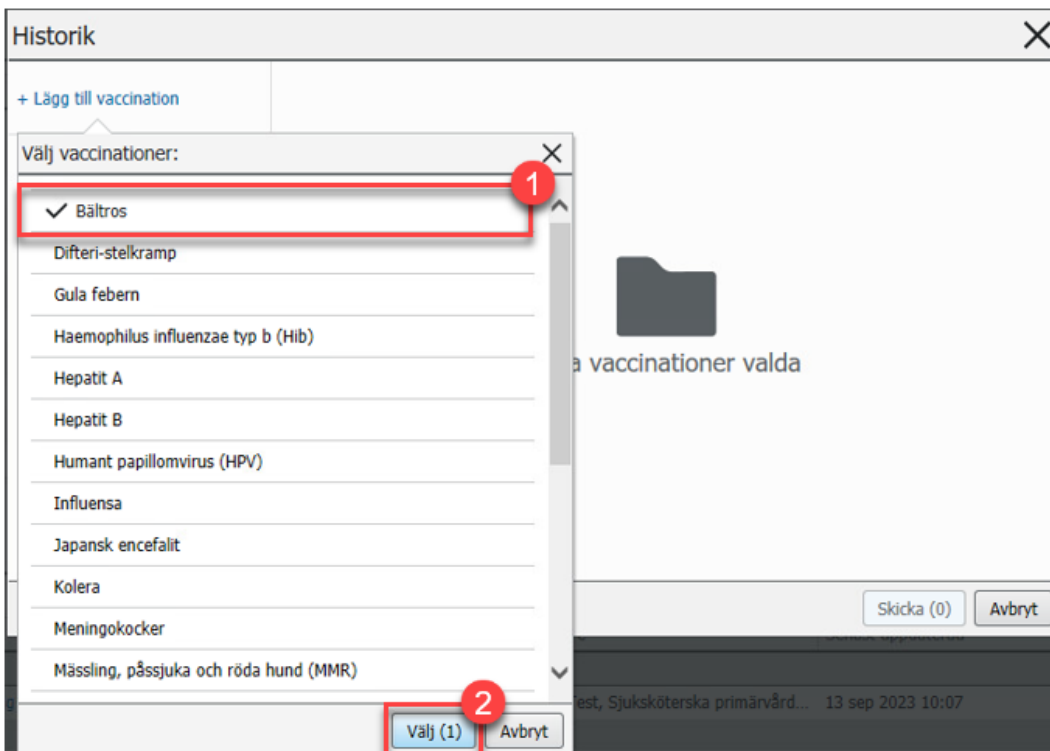 Historik
+ Lägg till vaccination
Välj vaccinationer:
1
Bältros
Difteri-stelkramp
Gula febern
Haemophilus influenzae typ b (Hib)
Hepatit A
Hepatit B
Humant papillomvirus (HPV)
Influensa
Japansk encefalit
Kolera
Meningokocker
Mässling, påssjuka och röda hund (MMR)
2
Välj (1) Avbryt
a vaccinationer valda
Skicka (0) Avbryt
Test, Sjuksköterska primärvård... 13 sep 2023 10:07